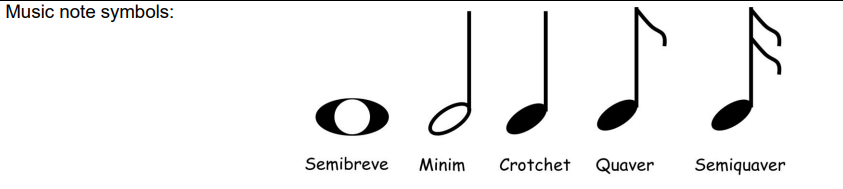 Music note symbols:
Semibreve Minim Crotchet Quaver Semiquaver